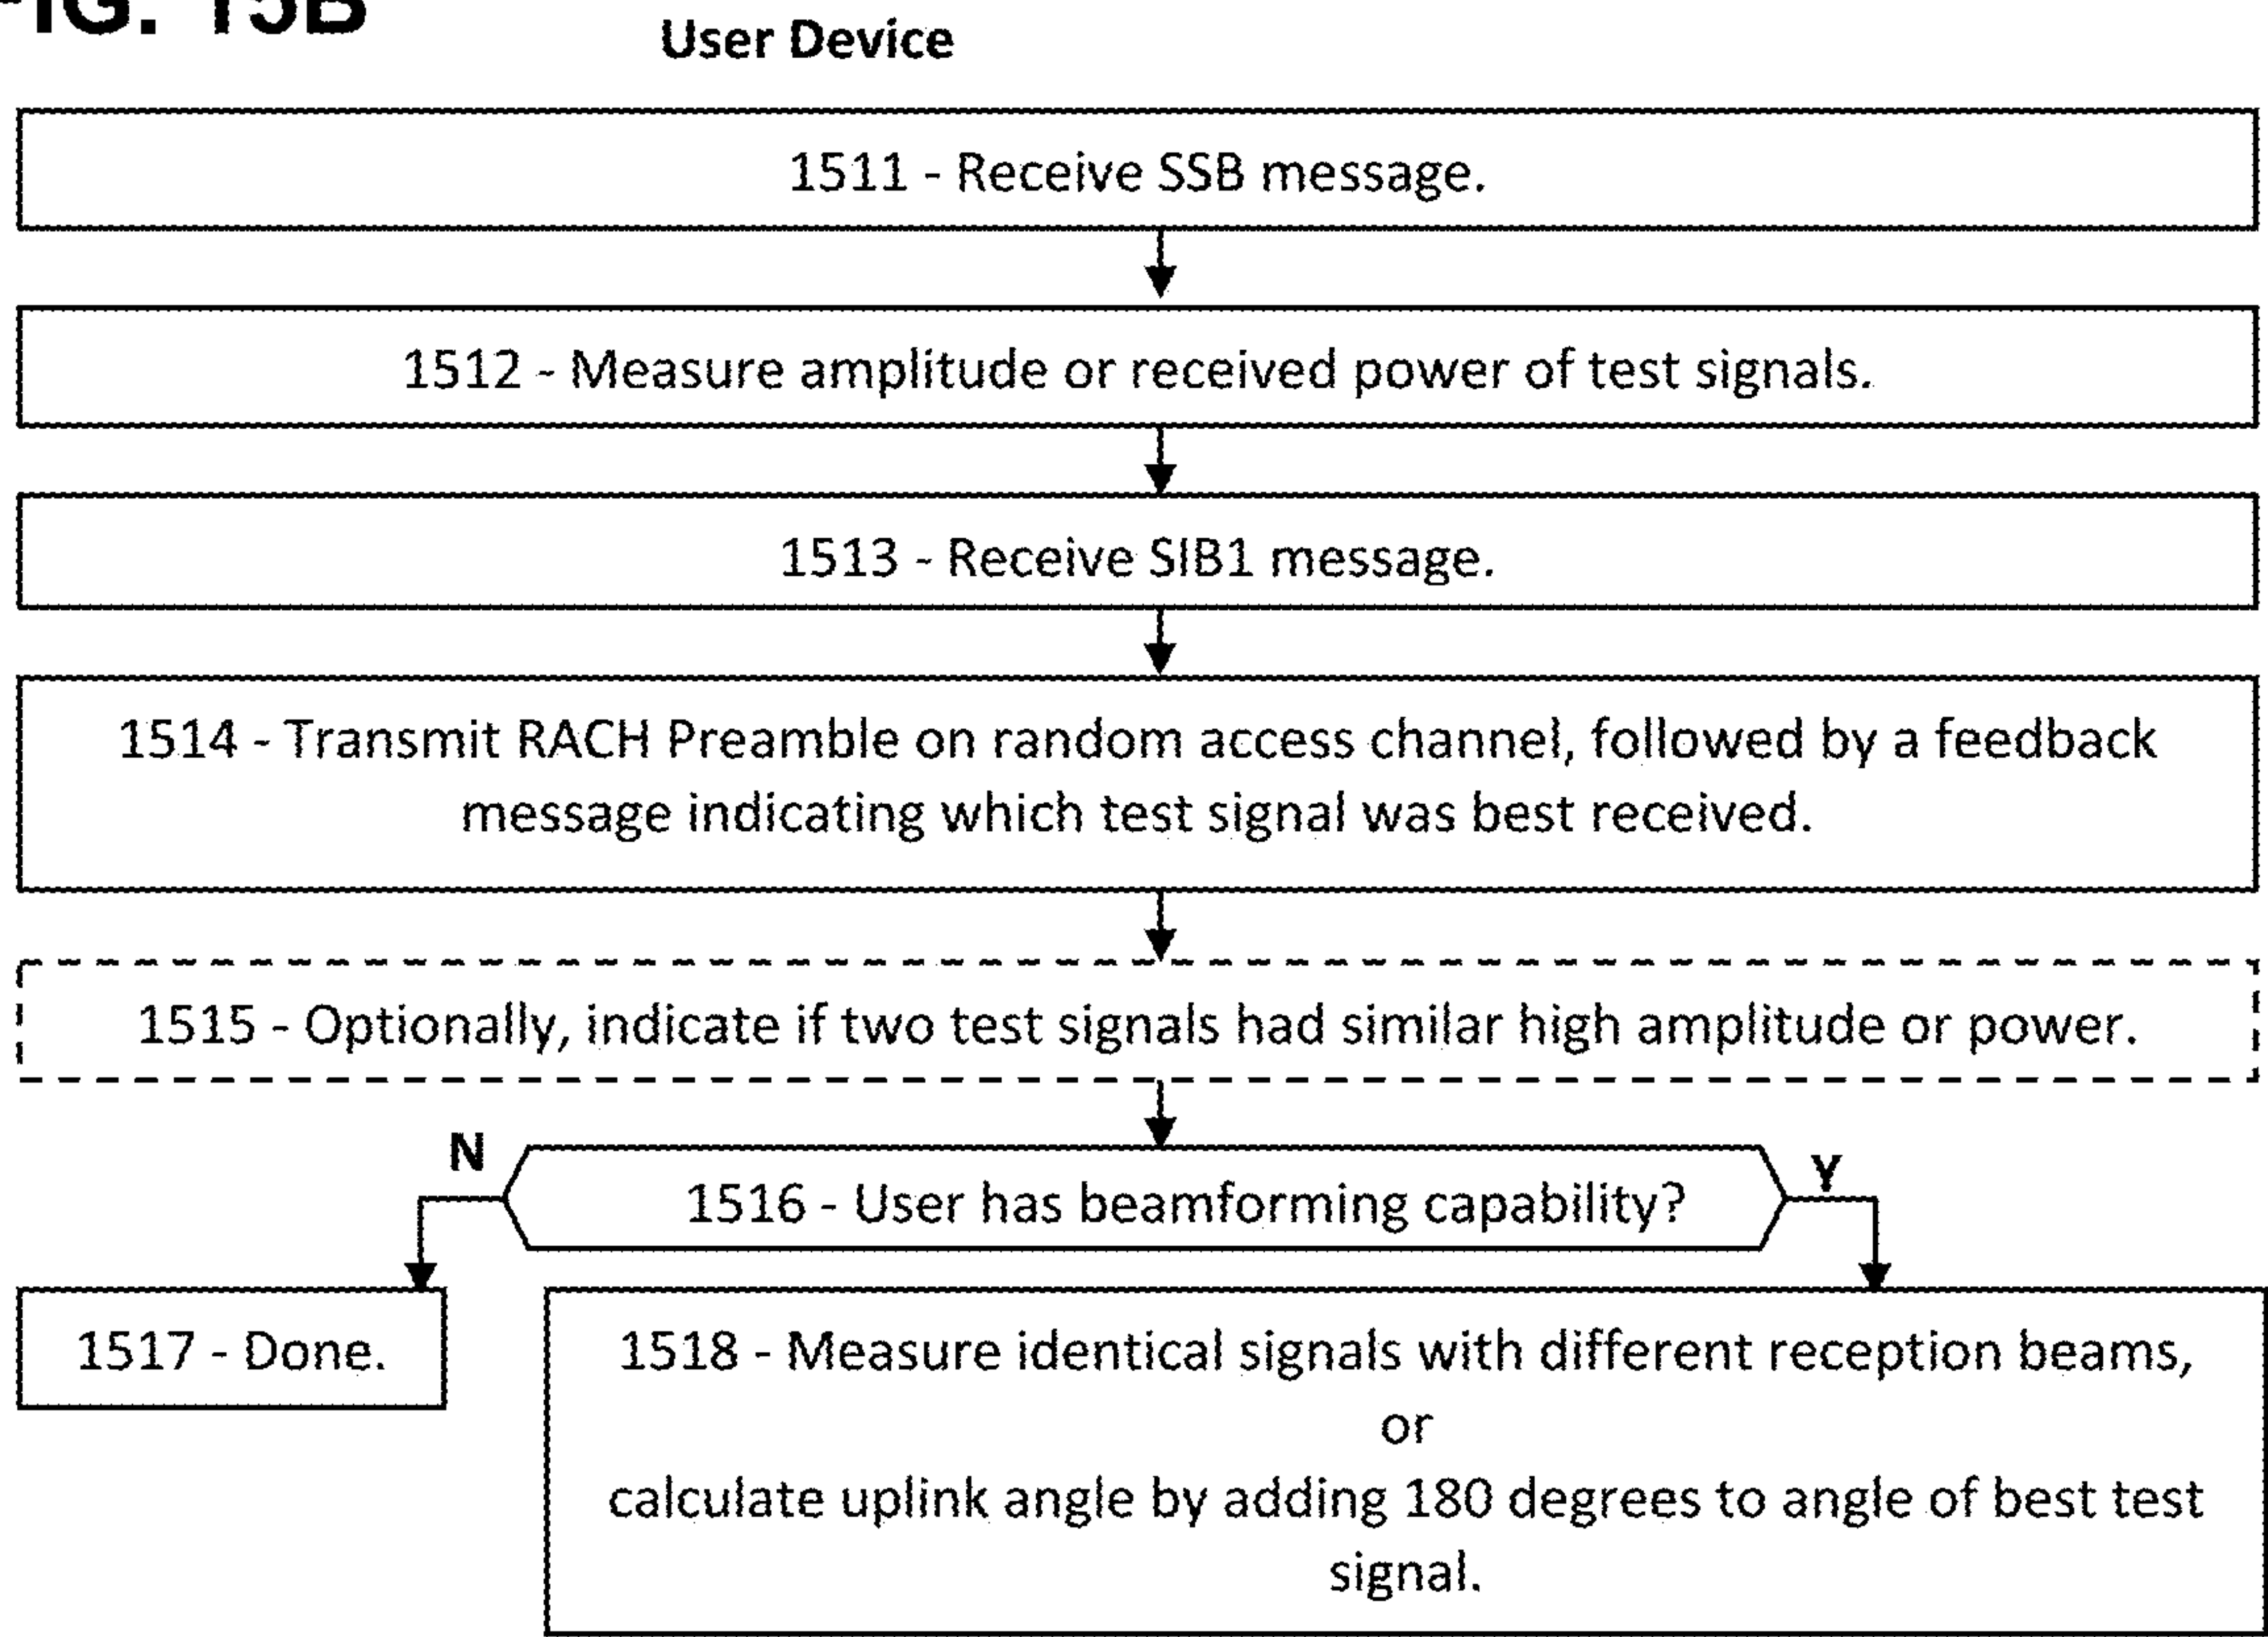 FIG. 15B
User Device
1511 - Receive SSB message.
1512 - Measure amplitude or received power of test signals.
1513 - Receive SIB1 message.
1514 - Transmit RACH Preamble on random access channel, followed by a feedback
message indicating which test signal was best received.
1515 - Optionally, indicate if two test signals had similar high amplitude or power.
N
1516 - User has beamforming capability?
Y
1517 - Done.
1518 - Measure identical signals with different reception beams,
or
calculate uplink angle by adding 180 degrees to angle of best test
signal.